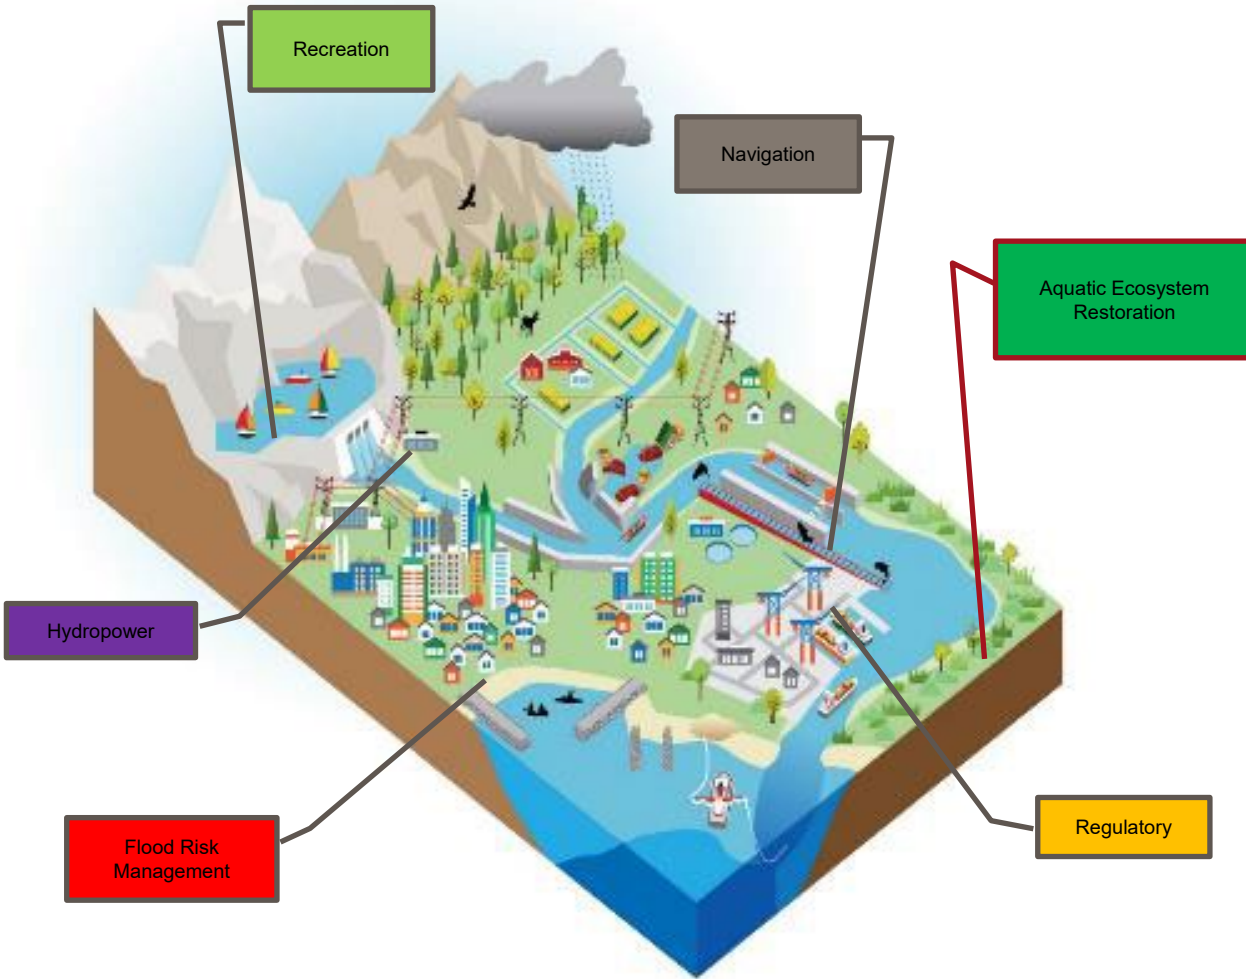 Recreation
Navigation
Aquatic Ecosystem
Restoration
Hydropower
Flood Risk
Management
Regulatory